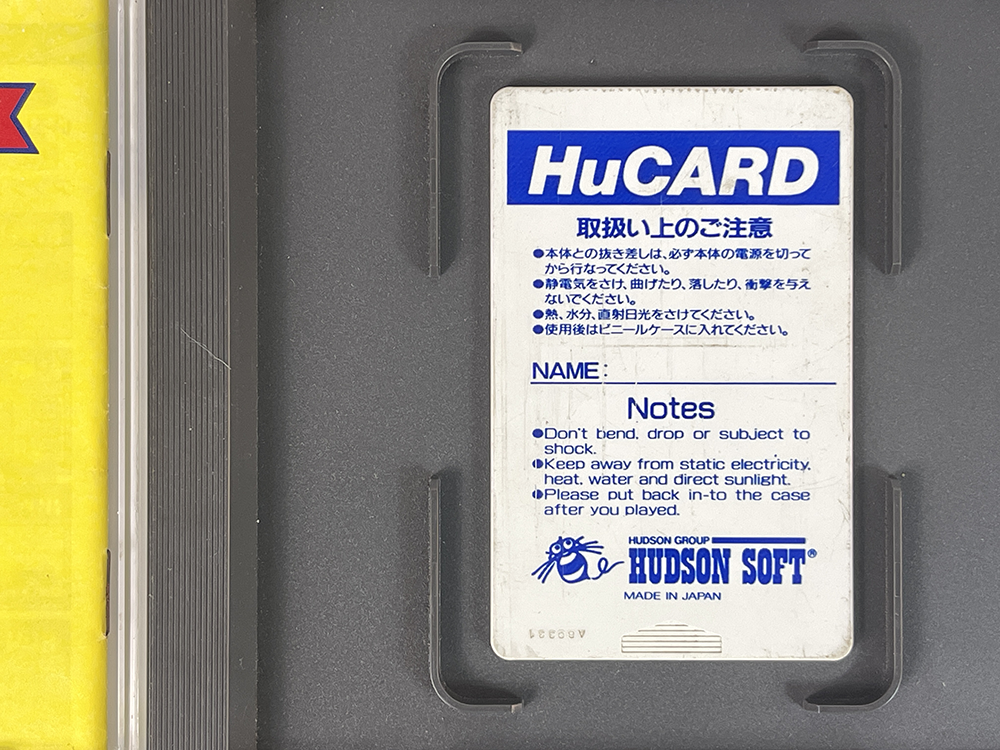 HuCARD
取扱い上のご注意
●本体との抜き差しは、必ず本体の電源を切って
から行なってください。
●静電気をさけ、曲げたり、落したり、衝撃を与え
ないでください。
●熱、水分、直射日光をさけてください。
●使用後はビニールケースに入れてください。
NAME:
Notes
●Don't bend. drop or subject to
shock.
●Keep away from static electricity.
heat. water and direct sunlight.
●Please put back in-to the case
after you played.
HUDSON GROUP
HUDSON SOFT®
MADE IN JAPAN